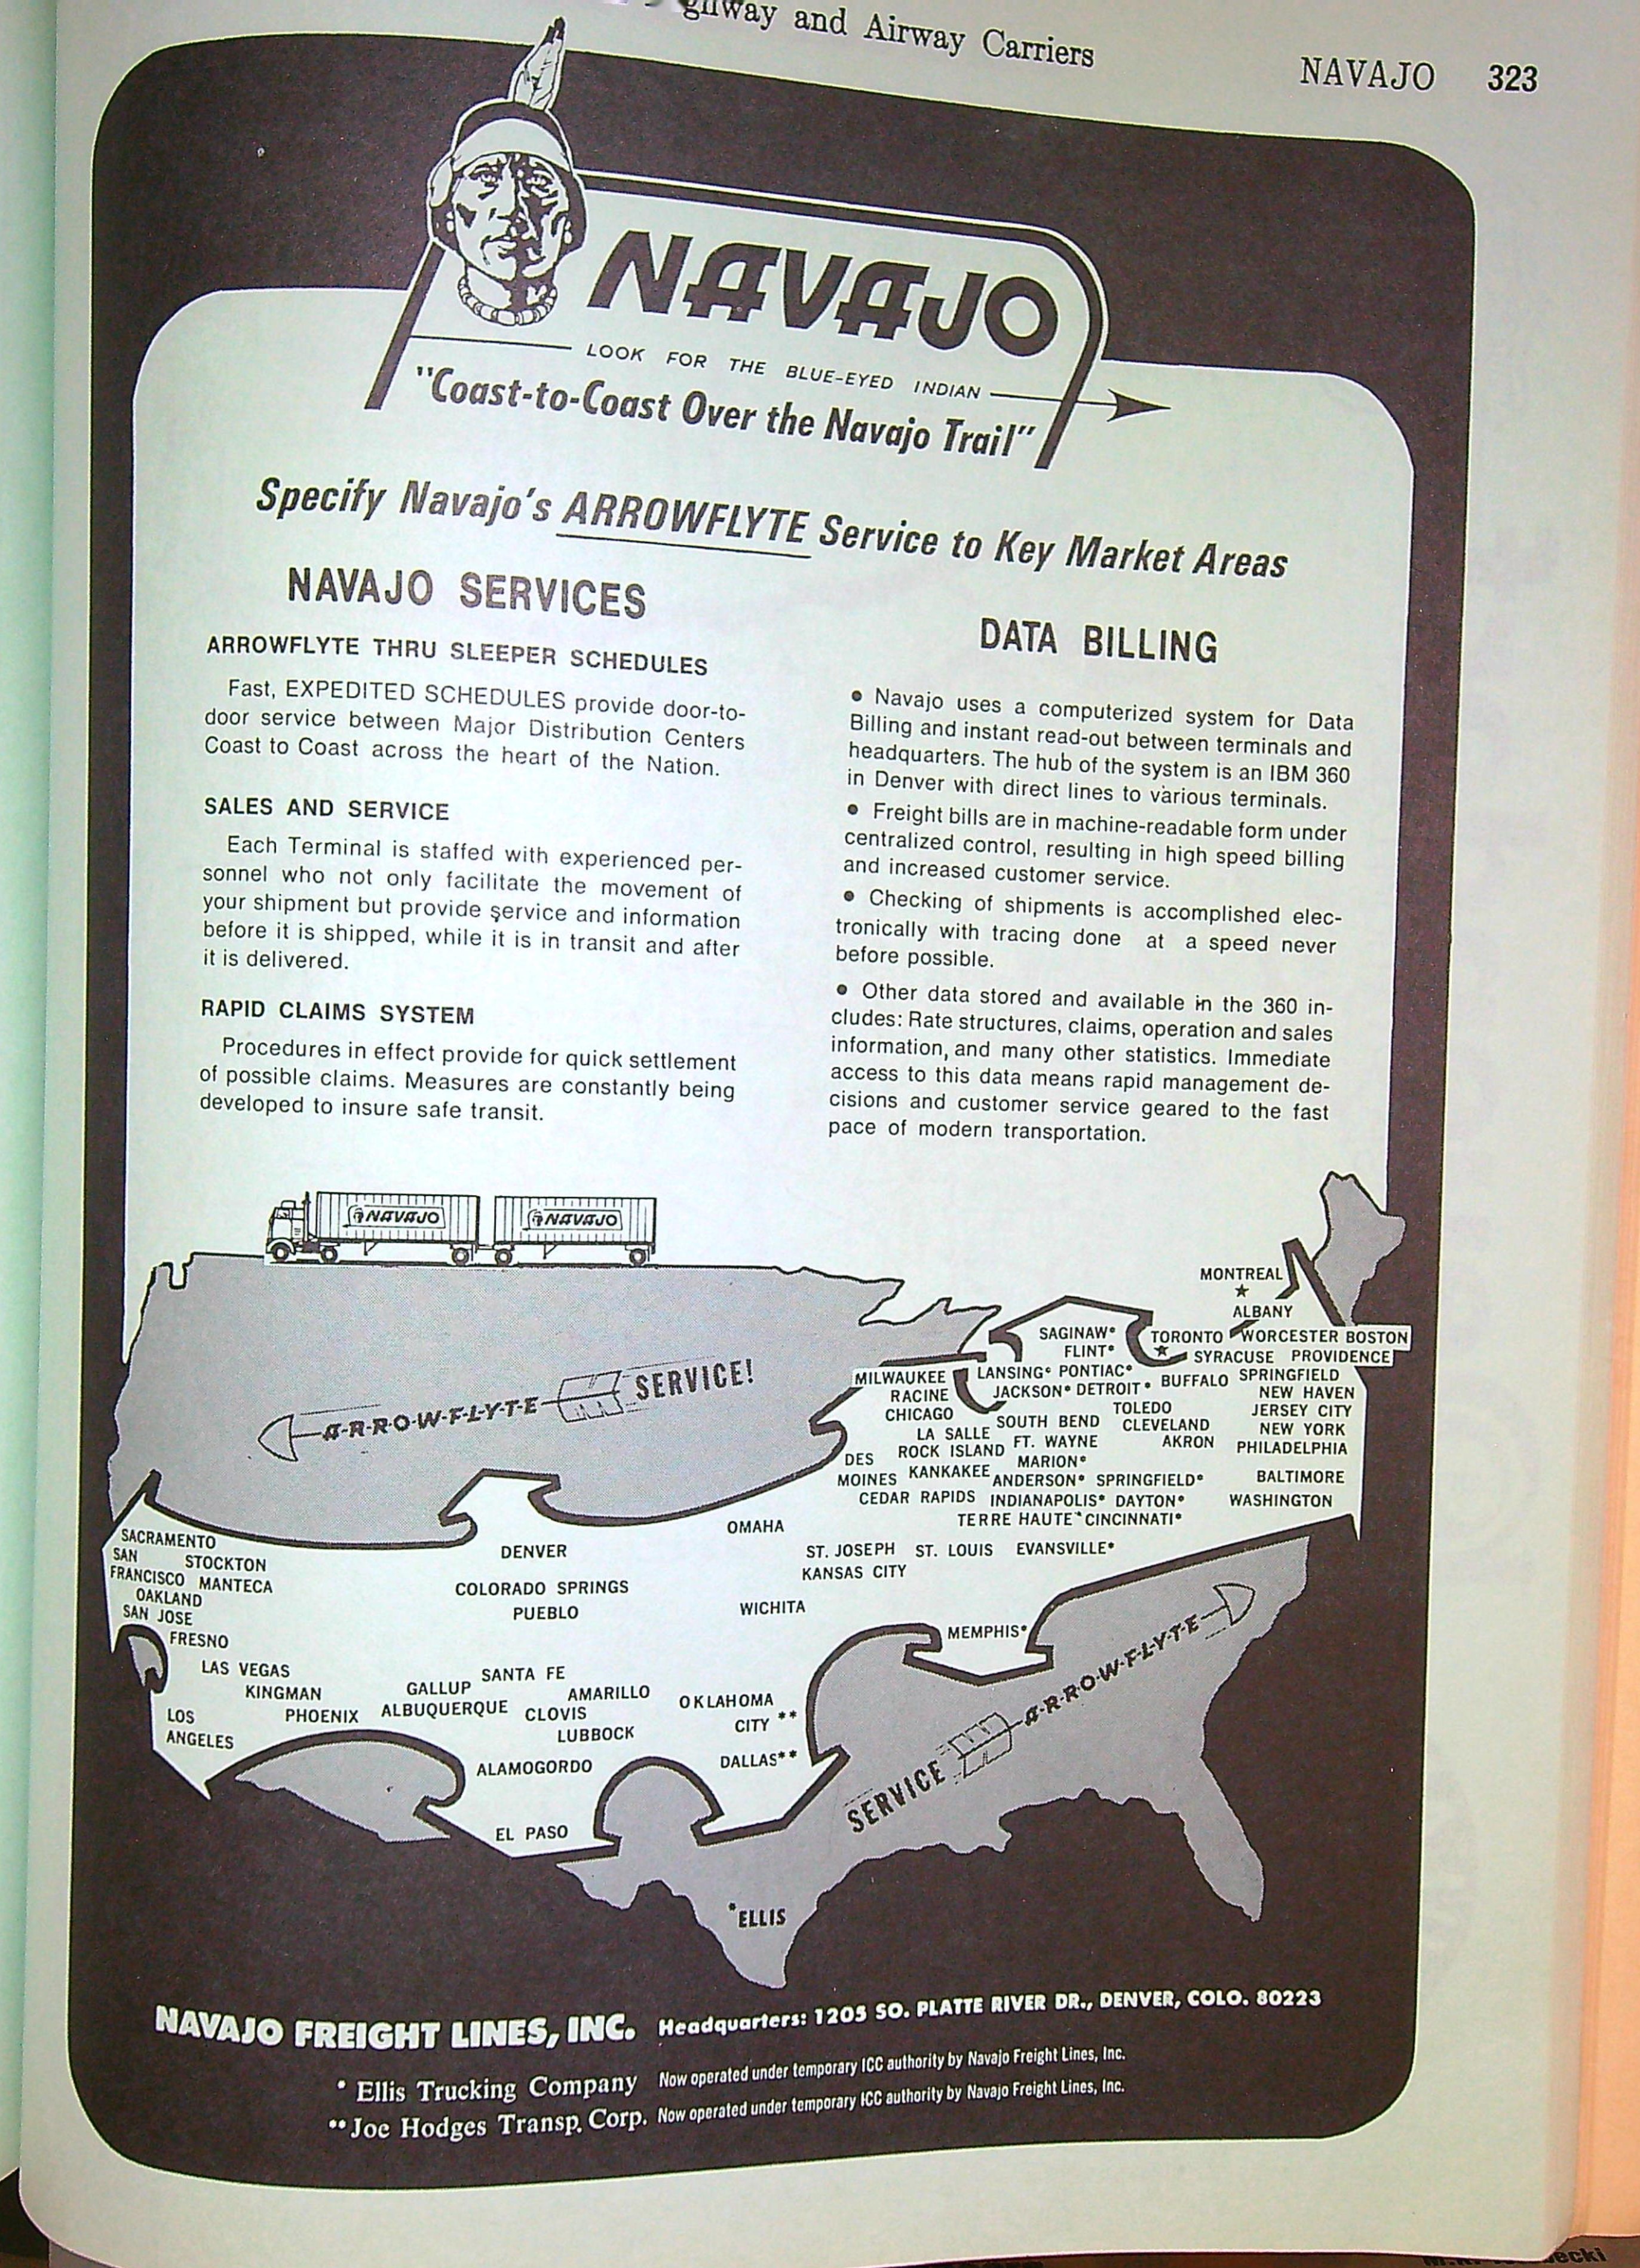 and Airway Carriers
NAVAJO 323
NAVAJO
LOOK FOR THE BLUE-EYED INDIAN
"Coast-to-Coast Over the Navajo Trail"
Specify Navajo's ARROWFLYTE Service to Key Market Areas
NAVAJO SERVICES
ARROWFLYTE THRU SLEEPER SCHEDULES
Fast, EXPEDITED SCHEDULES provide door-to-
door service between Major Distribution Centers
Coast to Coast across the heart of the Nation.
SALES AND SERVICE
Each Terminal is staffed with experienced per-
sonnel who not only facilitate the movement of
your shipment but provide service and information
before it is shipped, while it is in transit and after
it is delivered.
RAPID CLAIMS SYSTEM
Procedures in effect provide for quick settlement
of possible claims. Measures are constantly being
developed to insure safe transit.
DATA BILLING
• Navajo uses a computerized system for Data
Billing and instant read-out between terminals and
headquarters. The hub of the system is an IBM 360
in Denver with direct lines to various terminals.
• Freight bills are in machine-readable form under
centralized control, resulting in high speed billing
and increased customer service.
• Checking of shipments is accomplished elec-
tronically with tracing done at a speed never
before possible.
• Other data stored and available in the 360 in-
cludes: Rate structures, claims, operation and sales
information, and many other statistics. Immediate
access to this data means rapid management de-
cisions and customer service geared to the fast
pace of modern transportation.
NAVAJO NAVAJO
MONTREAL
ALBANY
SAGINAW* TORONTO WORCESTER BOSTON
FLINT* SYRACUSE PROVIDENCE
MILWAUKEE LANSING* PONTIAC* BUFFALO SPRINGFIELD
RACINE JACKSON* DETROIT* NEW HAVEN
CHICAGO TOLEDO JERSEY CITY
SOUTH BEND CLEVELAND NEW YORK
LA SALLE FT. WAYNE AKRON PHILADELPHIA
DES ROCK ISLAND MARION*
MOINES KANKAKEE ANDERSON* SPRINGFIELD* BALTIMORE
CEDAR RAPIDS INDIANAPOLIS* DAYTON* WASHINGTON
TERRE HAUTE* CINCINNATI*
ARROWFLYTE SERVICE!
OMAHA
ST. JOSEPH ST. LOUIS EVANSVILLE*
KANSAS CITY
WICHITA
MEMPHIS*
SACRAMENTO
SAN STOCKTON
FRANCISCO MANTECA
OAKLAND
SAN JOSE
FRESNO
DENVER
COLORADO SPRINGS
PUEBLO
LAS VEGAS
KINGMAN
LOS PHOENIX
ANGELES
SANTA FE
GALLUP AMARILLO
ALBUQUERQUE CLOVIS
LUBBOCK
OKLAHOMA
CITY **
DALLAS**
ALAMOGORDO
EL PASO
SERVICE ARROWFLYTE
*ELLIS
NAVAJO FREIGHT LINES, INC. Headquarters: 1205 SO. PLATTE RIVER DR., DENVER, COLO. 80223
* Ellis Trucking Company Now operated under temporary ICC authority by Navajo Freight Lines, Inc.
** Joe Hodges Transp. Corp. Now operated under temporary ICC authority by Navajo Freight Lines, Inc.